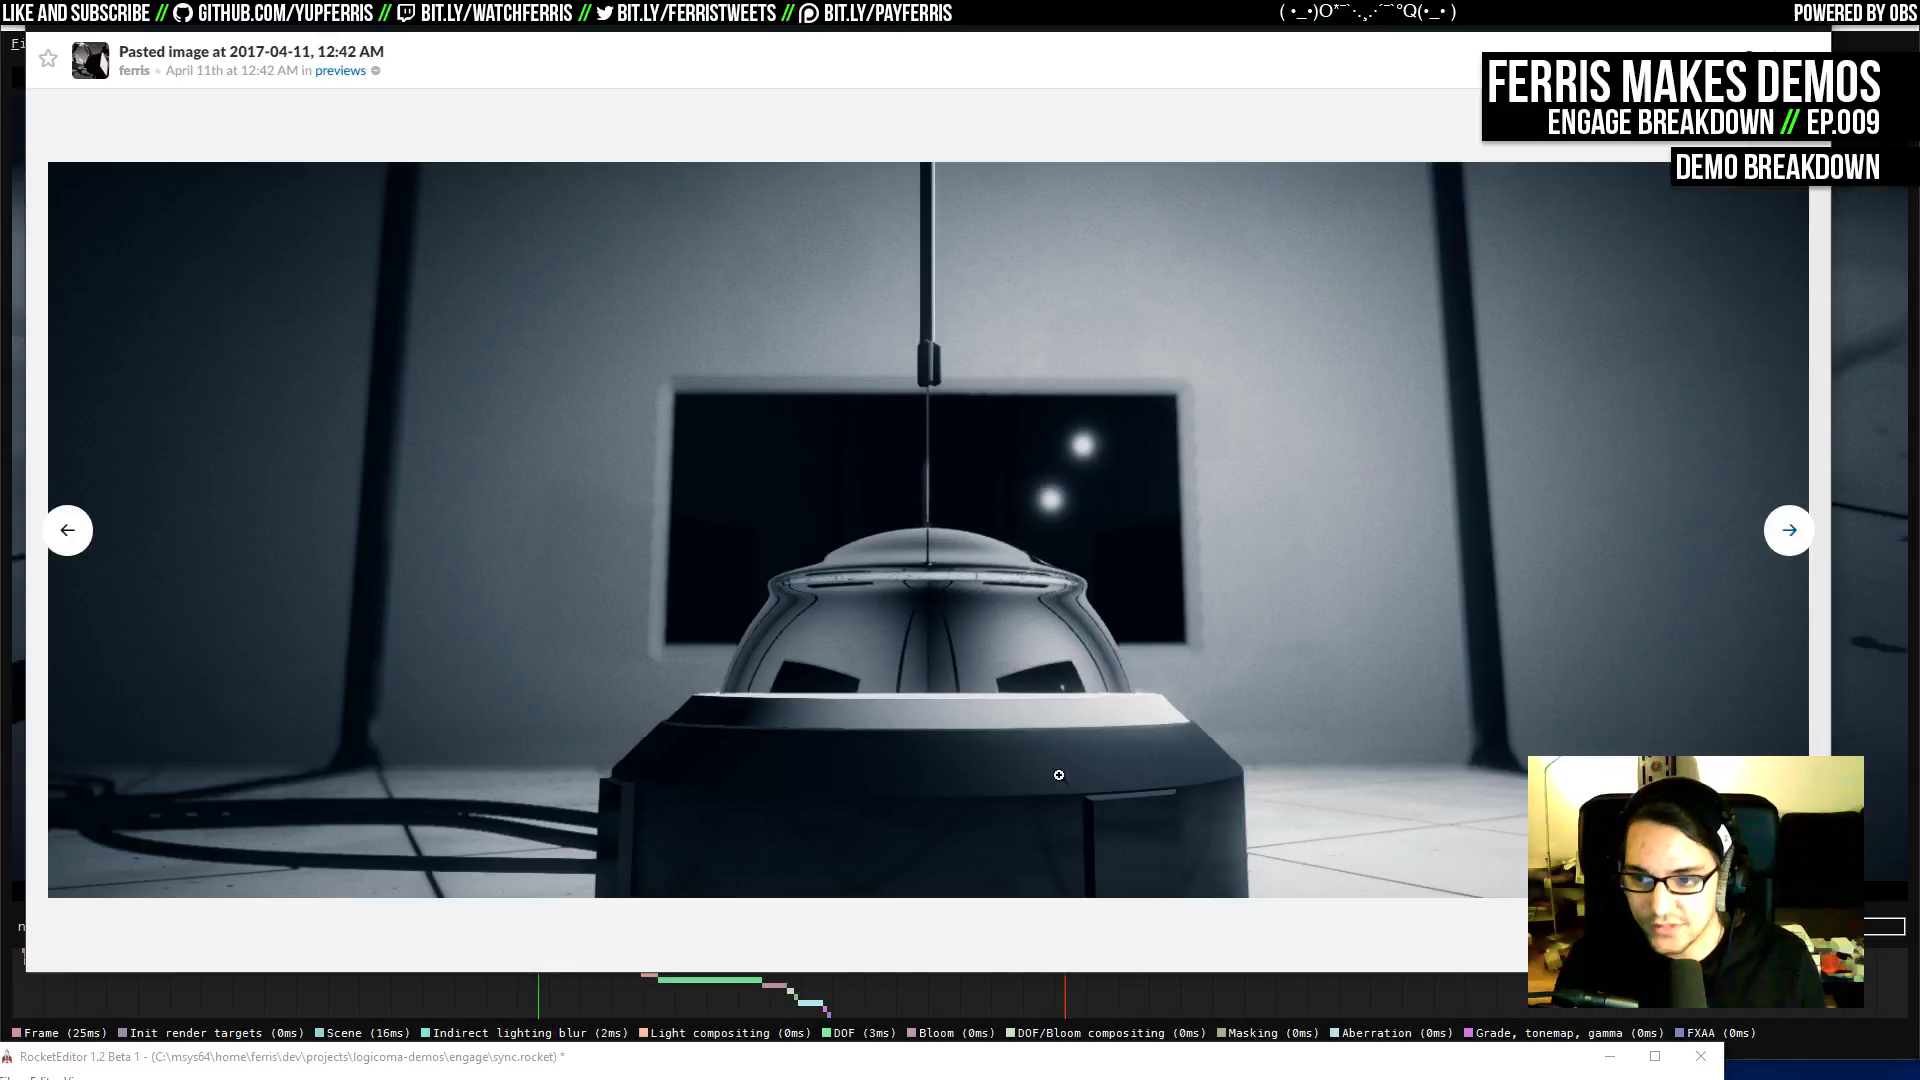 LIKE AND SUBSCRIBE // GITHUB.COM/YUPFERRIS // BIT.LY/WATCHFERRIS // BIT.LY/FERRISTWEETS // BIT.LY/PAYFERRIS
( •_•)O*¯`·.¸.·´¯`°Q(•_• )
POWERED BY OBS
Pasted image at 2017-04-11, 12:42 AM
ferris • April 11th at 12:42 AM in previews
FERRIS MAKES DEMOS
ENGAGE BREAKDOWN // EP.009
DEMO BREAKDOWN
Frame (25ms) Init render targets (0ms) Scene (16ms) Indirect lighting blur (2ms) Light compositing (0ms) DOF (3ms) Bloom (0ms) DOF/Bloom compositing (0ms) Masking (0ms) Aberration (0ms) Grade, tonemap, gamma (0ms) FXAA (0ms)
RocketEditor 1.2 Beta 1 - (C:\msys64\home\ferris\dev\projects\logicoma-demos\engage\sync.rocket) *